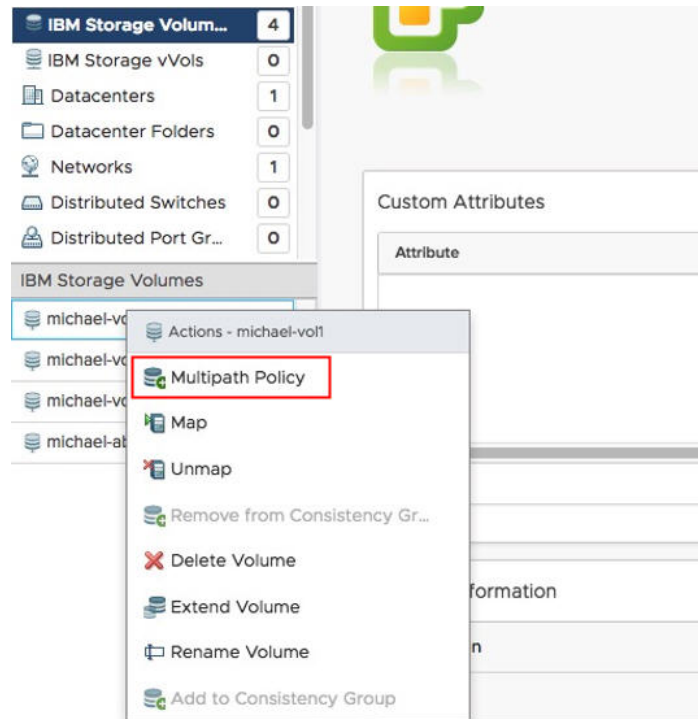 IBM Storage Volum... 4
IBM Storage vVols 0
Datacenters 1
Datacenter Folders 0
Networks 1
Distributed Switches 0
Distributed Port Gr... 0
Custom Attributes
Attribute
IBM Storage Volumes
michael-vo
michael-vo
michael-vo
michael-ab
Actions - michael-vol1
Multipath Policy
Map
Unmap
Remove from Consistency Gr...
Delete Volume
Extend Volume
Rename Volume
Add to Consistency Group
formation
n